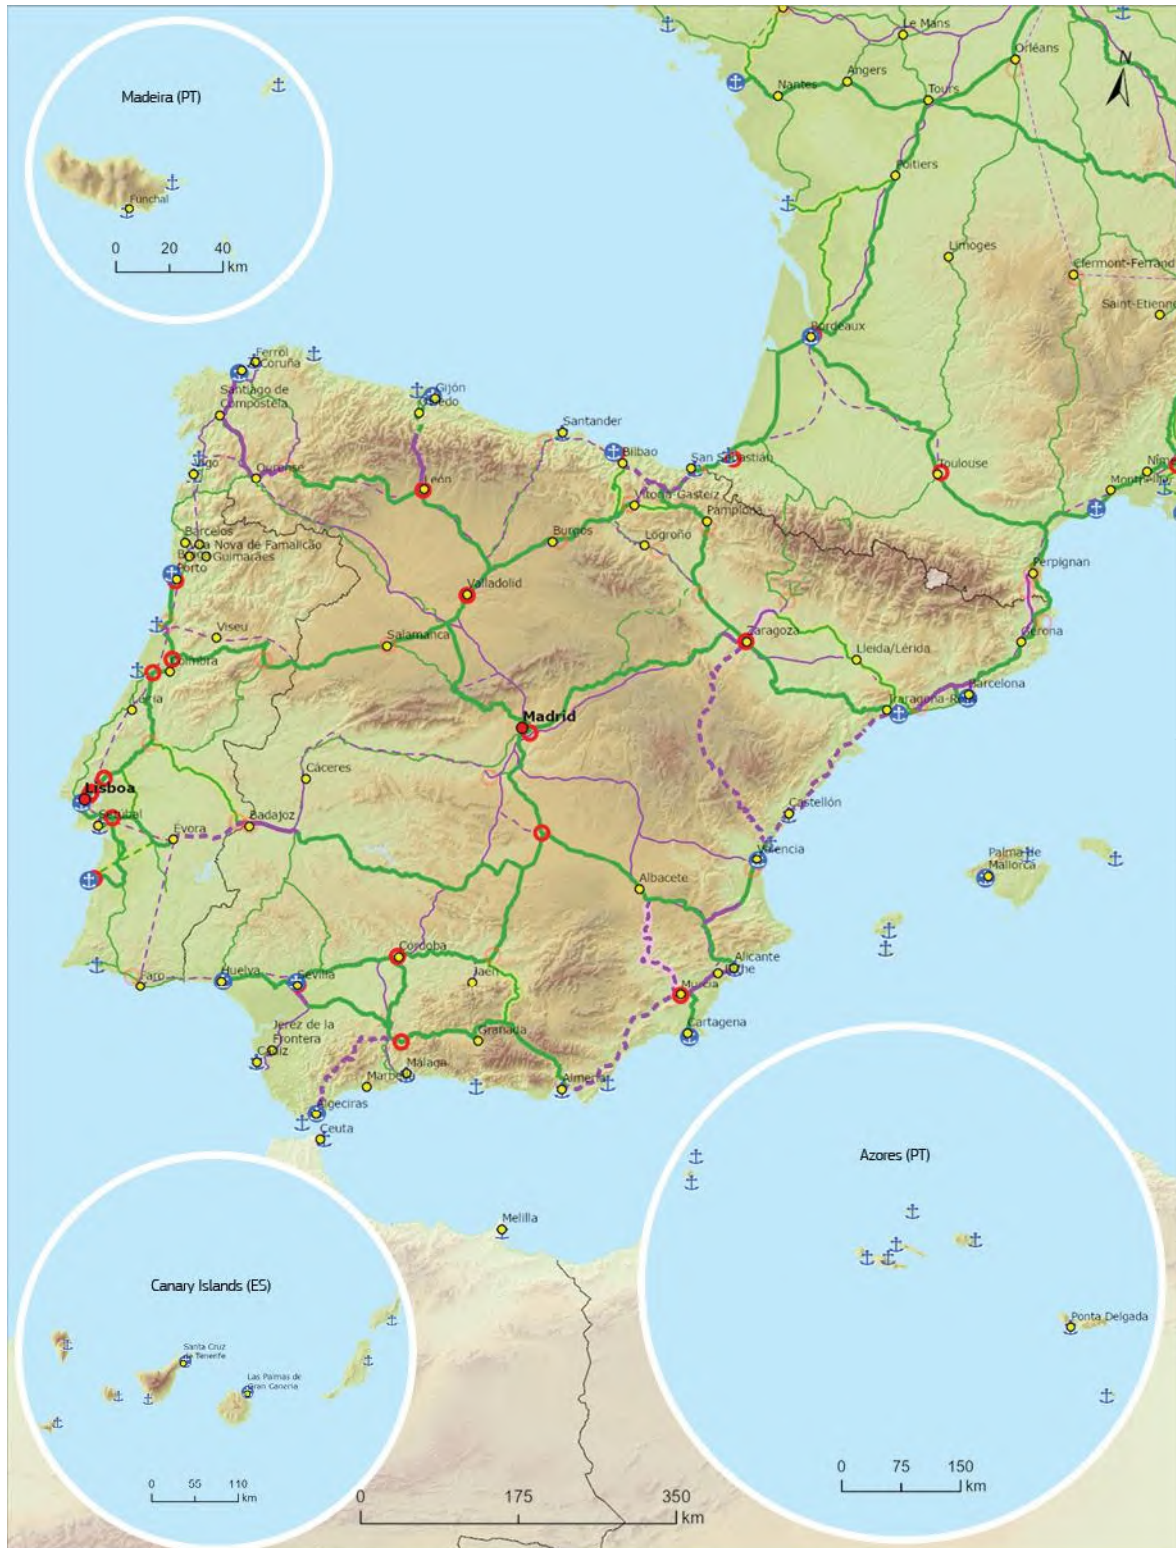 Madeira (PT)
Funchal
0 20 40
km
Le Mans
Orléans
N
Angers
Nantes
Tours
Poitiers
Limoges
Clermont-Ferrand
Saint-Etienne
Bordeaux
Ferrol
Coruña
Santiago de
Compostela
Gijón
Oviedo
Santander
Bilbao
San Sebastián
Toulouse
Nîme
Montpellier
Vigo
Ourense
León
Vitoria-Gasteiz
Pamplona
Burgos
Logroño
Perpignan
Barcelos
Nova de Famalicão
Guimarães
Porto
Valladolid
Viseu
Salamanca
Zaragoza
Gerona
Lleida/Lérida
Coimbra
Barcelona
Tarragona-Reus
Leiria
Madrid
Cáceres
Lisboa
Setúbal
Évora
Badajoz
Castellón
Valencia
Palma de
Mallorca
Albacete
Córdoba
Alicante
Elche
Faro
Huelva
Sevilla
Jaén
Murcia
Jerez de la
Frontera
Granada
Cartagena
Cádiz
Málaga
Marbella
Almería
Algeciras
Ceuta
Melilla
Azores (PT)
Ponta Delgada
0 75 150
km
Canary Islands (ES)
Santa Cruz
de Tenerife
Las Palmas de
Gran Canaria
0 55 110
km
0 175 350
km